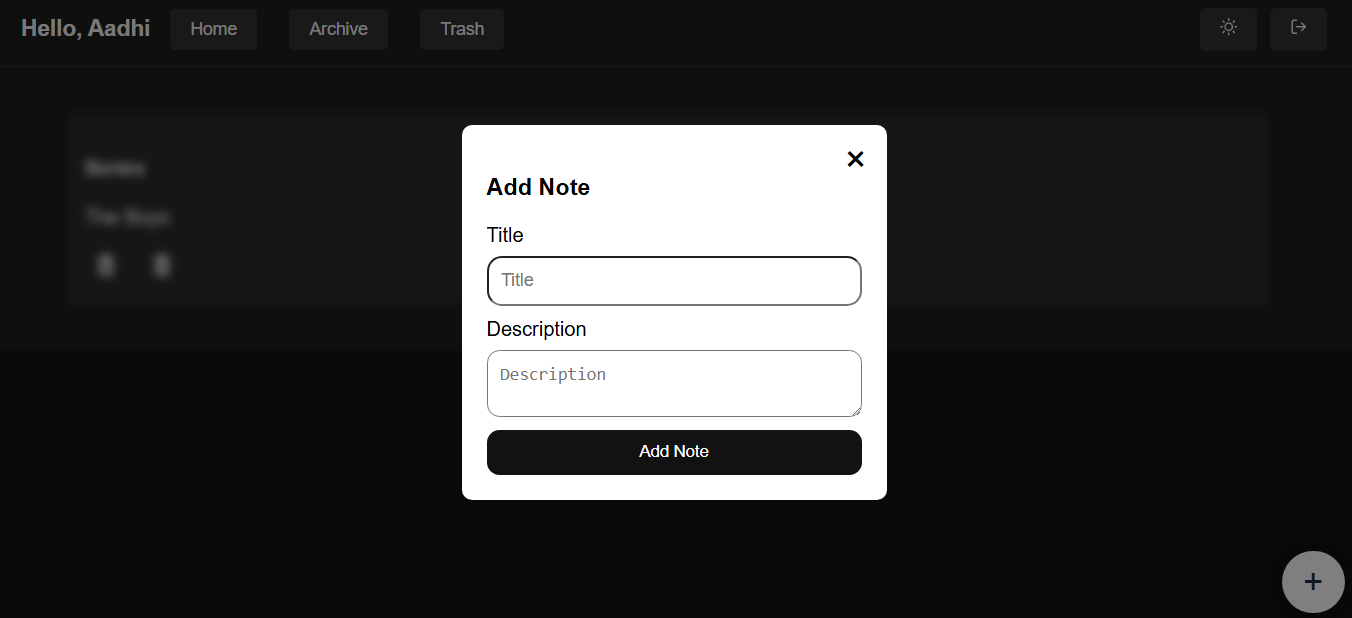 Hello, Aadhi Home Archive Trash
Series
The Boys
Add Note
Title
Title
Description
Description
Add Note